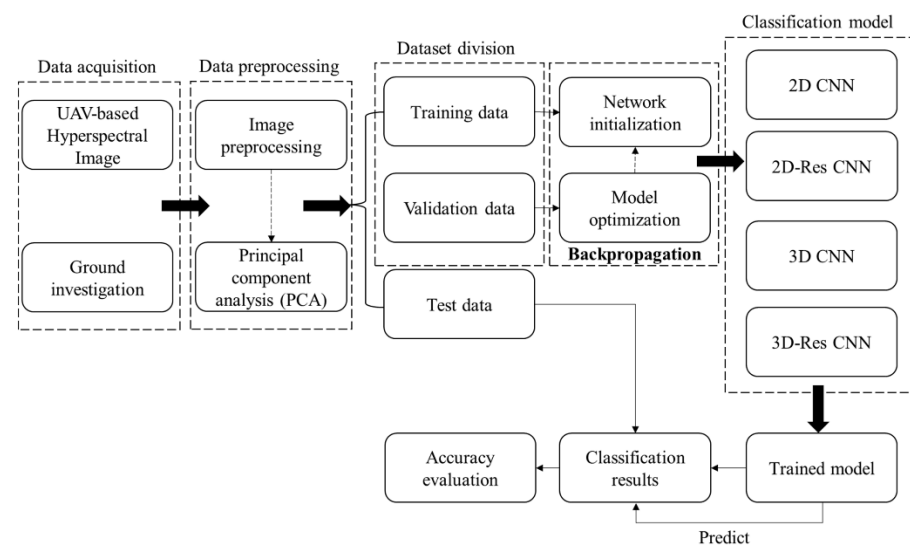 Classification model
Data acquisition
Data preprocessing
Dataset division
UAV-based
Hyperspectral
Image
Ground
investigation
Image
preprocessing
Principal
component
analysis (PCA)
Training data
Validation data
Test data
Network
initialization
Model
optimization
Backpropagation
2D CNN
2D-Res CNN
3D CNN
3D-Res CNN
Accuracy
evaluation
Classification
results
Trained model
Predict